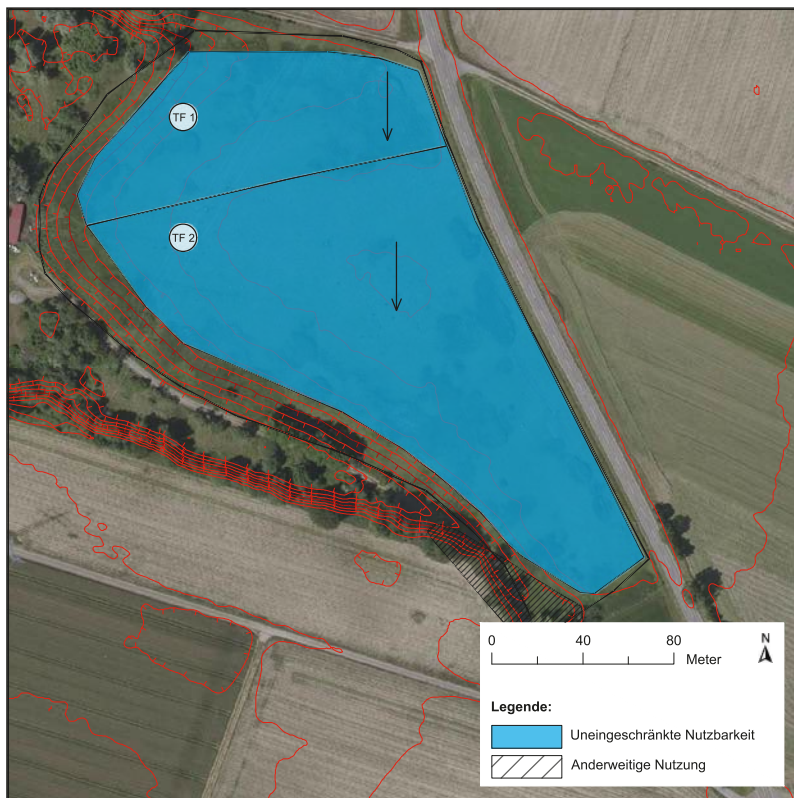 TF 1
TF 2
0 40 80
Meter
N
Legende:
Uneingeschränkte Nutzbarkeit
Anderweitige Nutzung